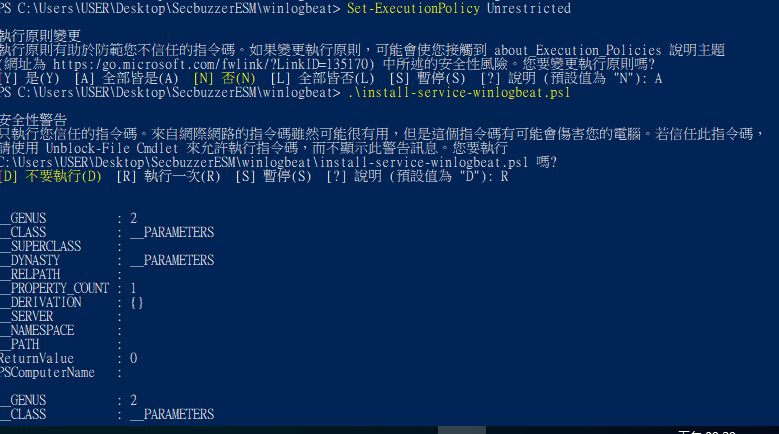 PS C:\Users\USER\Desktop\SecbuzzerESM\winlogbeat> Set-ExecutionPolicy Unrestricted
執行原則變更
執行原則有助於防範您不信任的指令碼。如果變更執行原則，可能會使您接觸到 about_Execution_Policies 說明主題
(網址為 https:/go.microsoft.com/fwlink/?LinkID=135170) 中所述的安全性風險。您要變更執行原則嗎?
[Y] 是(Y)  [A] 全部皆是(A)  [N] 否(N)  [L] 全部皆否(L)  [S] 暫停(S)  [?] 說明 (預設值為 "N"): A
PS C:\Users\USER\Desktop\SecbuzzerESM\winlogbeat> .\install-service-winlogbeat.ps1
安全性警告
只執行您信任的指令碼。來自網際網路的指令碼雖然可能很有用，但是這個指令碼有可能會傷害您的電腦。若信任此指令碼，
請使用 Unblock-File Cmdlet 來允許執行指令碼，而不顯示此警告訊息。您要執行
C:\Users\USER\Desktop\SecbuzzerESM\winlogbeat\install-service-winlogbeat.ps1 嗎?
[D] 不要執行(D)  [R] 執行一次(R)  [S] 暫停(S)  [?] 說明 (預設值為 "D"): R
__GENUS          : 2
__CLASS          : __PARAMETERS
__SUPERCLASS     :
__DYNASTY        : __PARAMETERS
__RELPATH        :
__PROPERTY_COUNT : 1
__DERIVATION     : {}
__SERVER         :
__NAMESPACE      :
__PATH           :
ReturnValue      : 0
PSComputerName   :
__GENUS          : 2
__CLASS          : __PARAMETERS